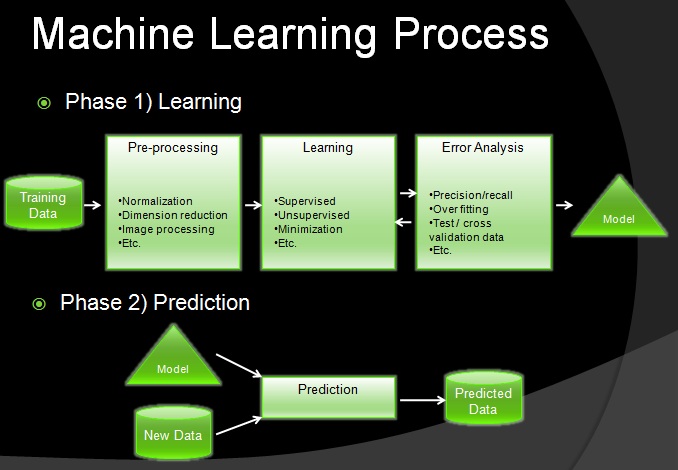 Machine Learning Process
Phase 1) Learning
Training
Data
Pre-processing
•Normalization
•Dimension reduction
•Image processing
•Etc.
Learning
•Supervised
•Unsupervised
•Minimization
•Etc.
Error Analysis
•Precision/recall
•Overfitting
•Test/ cross
validation data
•Etc.
Model
Phase 2) Prediction
Model
New Data
Prediction
Predicted
Data